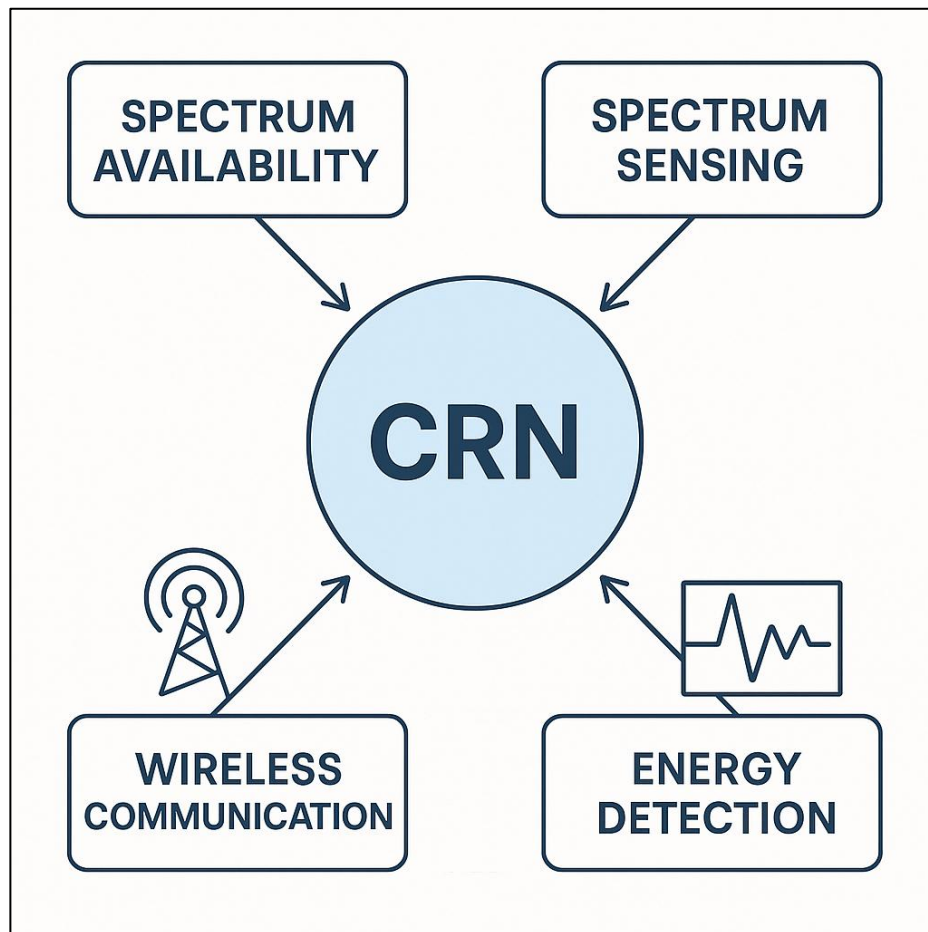 SPECTRUM
AVAILABILITY
SPECTRUM
SENSING
CRN
WIRELESS
COMMUNICATION
ENERGY
DETECTION